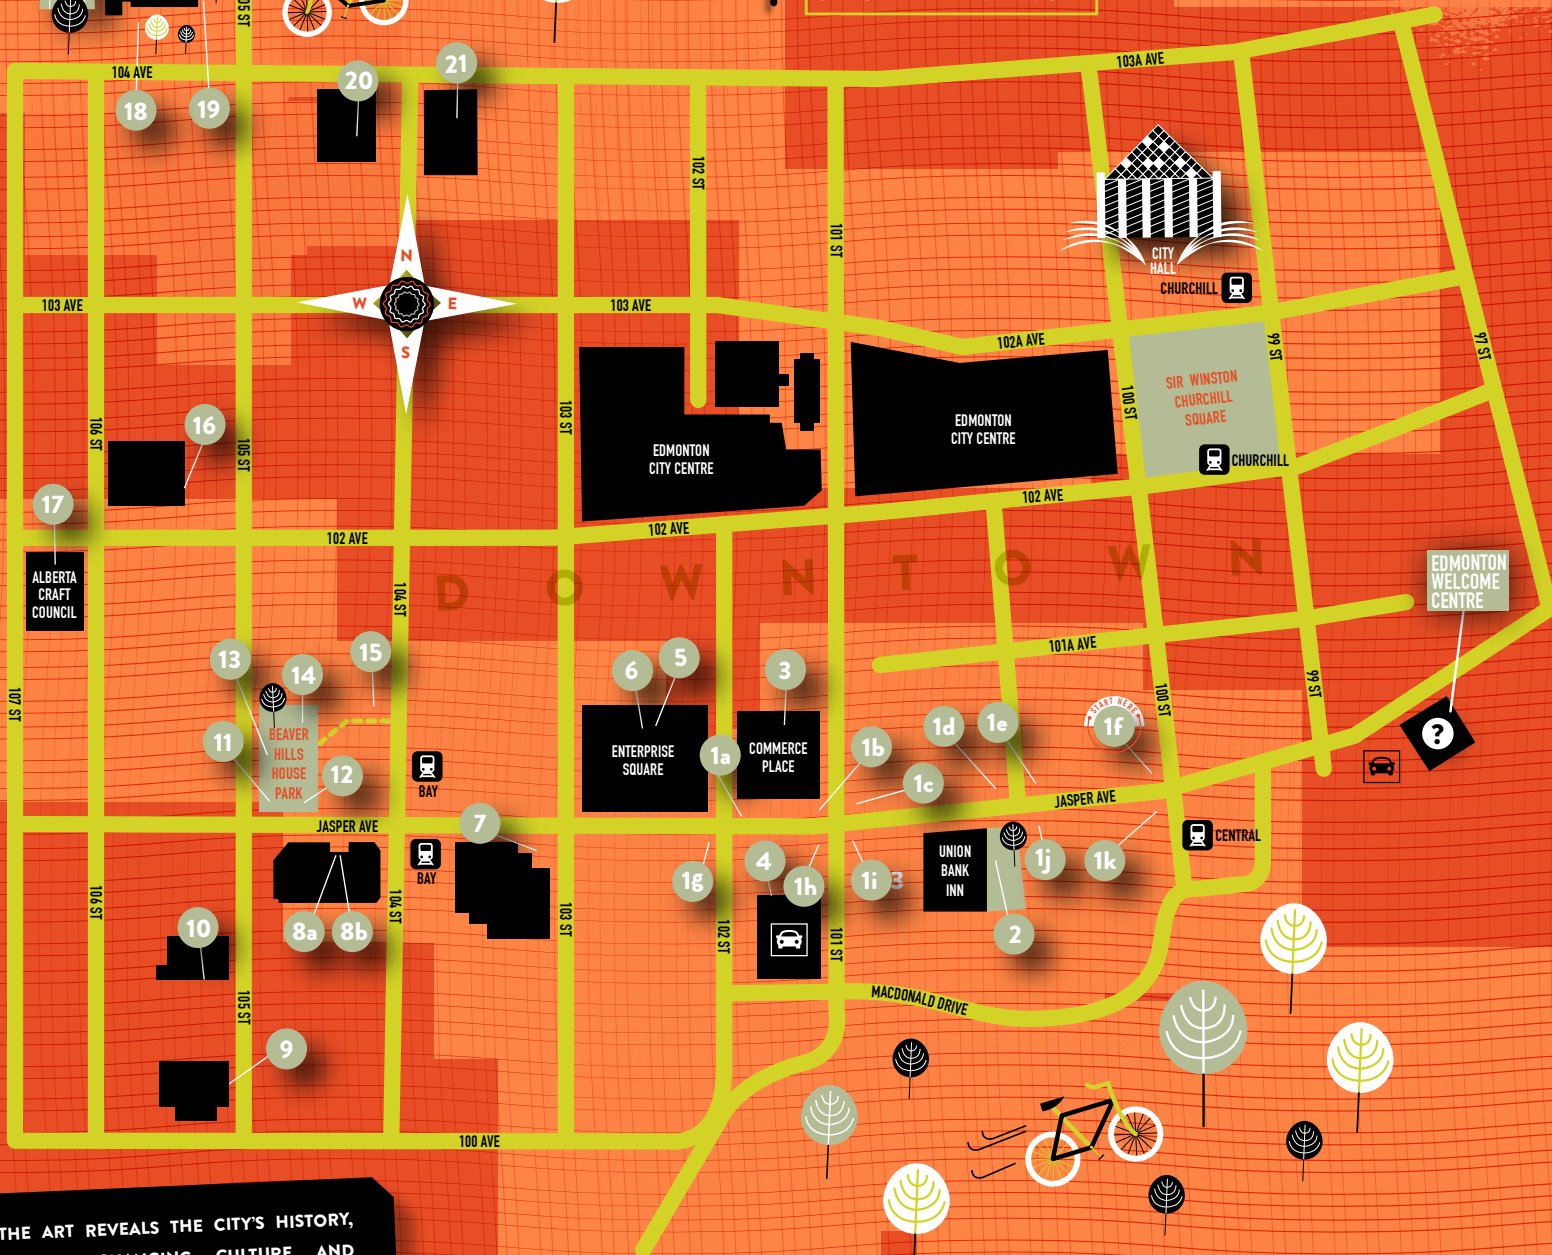 105 ST
104 AVE
103A AVE
18
19
20
21
102 ST
101 ST
CITY
HALL
CHURCHILL
N
W
E
S
103 AVE
103 AVE
102A AVE
99 ST
97 ST
100 ST
SIR WINSTON
CHURCHILL
SQUARE
CHURCHILL
EDMONTON
CITY CENTRE
EDMONTON
CITY CENTRE
103 ST
106 ST
105 ST
16
17
102 AVE
102 AVE
102 AVE
ALBERTA
CRAFT
COUNCIL
104 ST
DOWNTOWN
EDMONTON
WELCOME
CENTRE
?
101A AVE
107 ST
13
14
15
11
12
BEAVER
HILLS
HOUSE
PARK
BAY
6
5
3
ENTERPRISE
SQUARE
1a
COMMERCE
PLACE
1b
1c
1d
1e
START HERE
1f
100 ST
99 ST
JASPER AVE
JASPER AVE
7
BAY
8a
8b
104 ST
103 ST
106 ST
10
105 ST
9
1g
4
1h
1i
3
102 ST
101 ST
UNION
BANK
INN
2
1j
1k
CENTRAL
MACDONALD DRIVE
100 AVE
THE ART REVEALS THE CITY'S HISTORY,
CULTURE AND